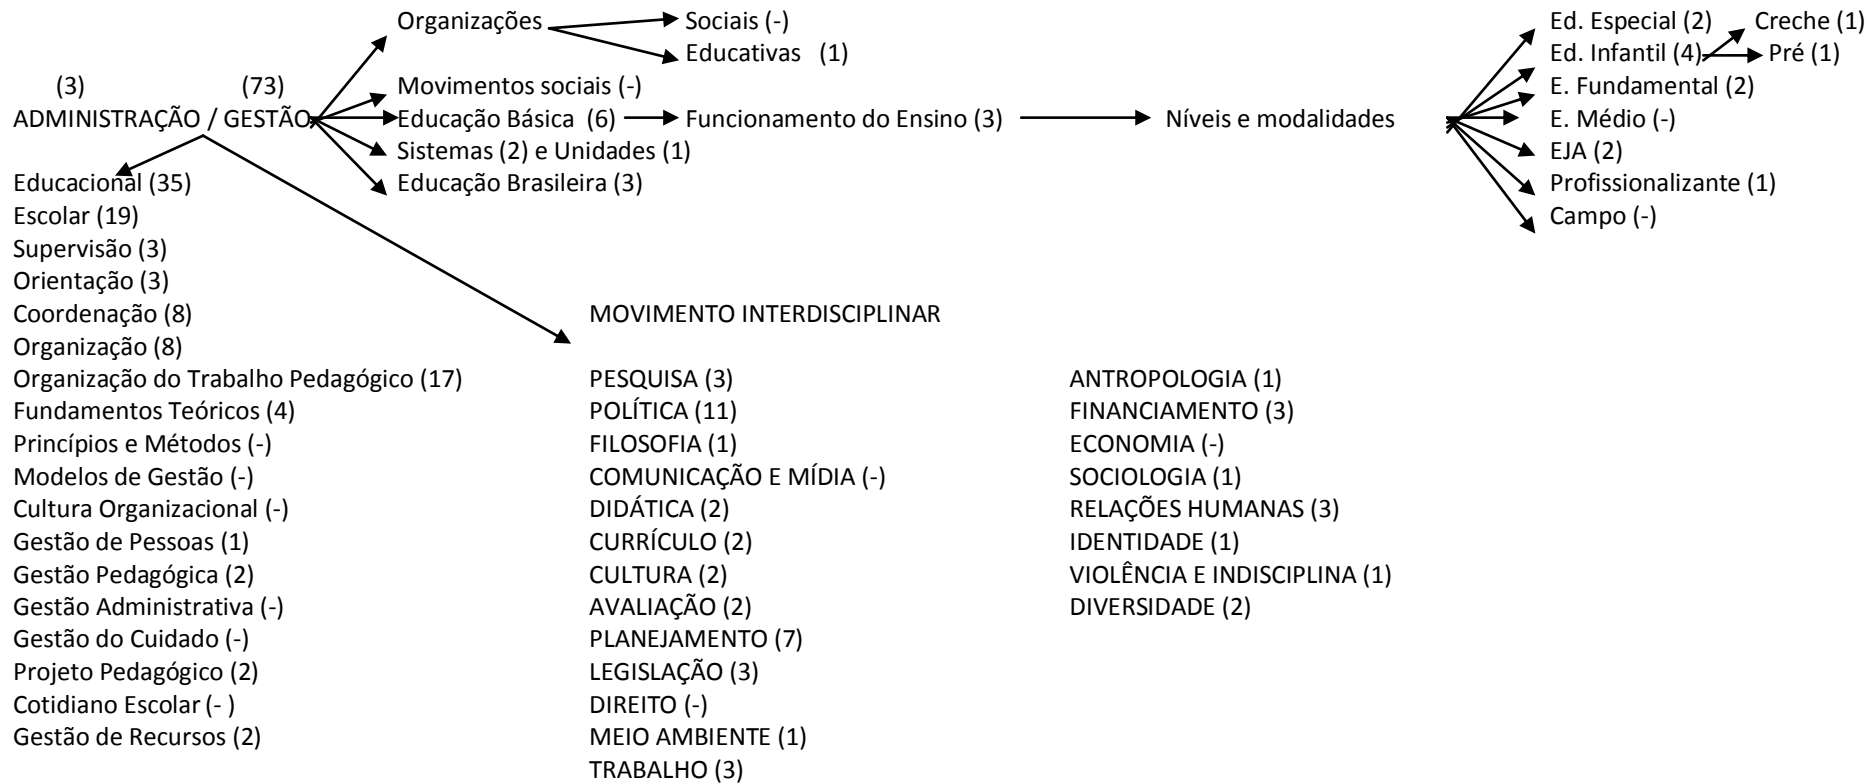 Organizações Sociais (-) Ed. Especial (2) Creche (1)
Educativas (1) Ed. Infantil (4) Pré (1)
(3) (73) Movimentos sociais (-) E. Fundamental (2)
ADMINISTRAÇÃO / GESTÃO Educação Básica (6) Funcionamento do Ensino (3) Níveis e modalidades E. Médio (-)
Sistemas (2) e Unidades (1) EJA (2)
Educacional (35) Educação Brasileira (3) Profissionalizante (1)
Escolar (19) Campo (-)
Supervisão (3)
Orientação (3)
Coordenação (8) MOVIMENTO INTERDISCIPLINAR
Organização (8)
Organização do Trabalho Pedagógico (17) PESQUISA (3) ANTROPOLOGIA (1)
Fundamentos Teóricos (4) POLÍTICA (11) FINANCIAMENTO (3)
Princípios e Métodos (-) FILOSOFIA (1) ECONOMIA (-)
Modelos de Gestão (-) COMUNICAÇÃO E MÍDIA (-) SOCIOLOGIA (1)
Cultura Organizacional (-) DIDÁTICA (2) RELAÇÕES HUMANAS (3)
Gestão de Pessoas (1) CURRÍCULO (2) IDENTIDADE (1)
Gestão Pedagógica (2) CULTURA (2) VIOLÊNCIA E INDISCIPLINA (1)
Gestão Administrativa (-) AVALIAÇÃO (2) DIVERSIDADE (2)
Gestão do Cuidado (-) PLANEJAMENTO (7)
Projeto Pedagógico (2) LEGISLAÇÃO (3)
Cotidiano Escolar (- ) DIREITO (-)
Gestão de Recursos (2) MEIO AMBIENTE (1)
TRABALHO (3)